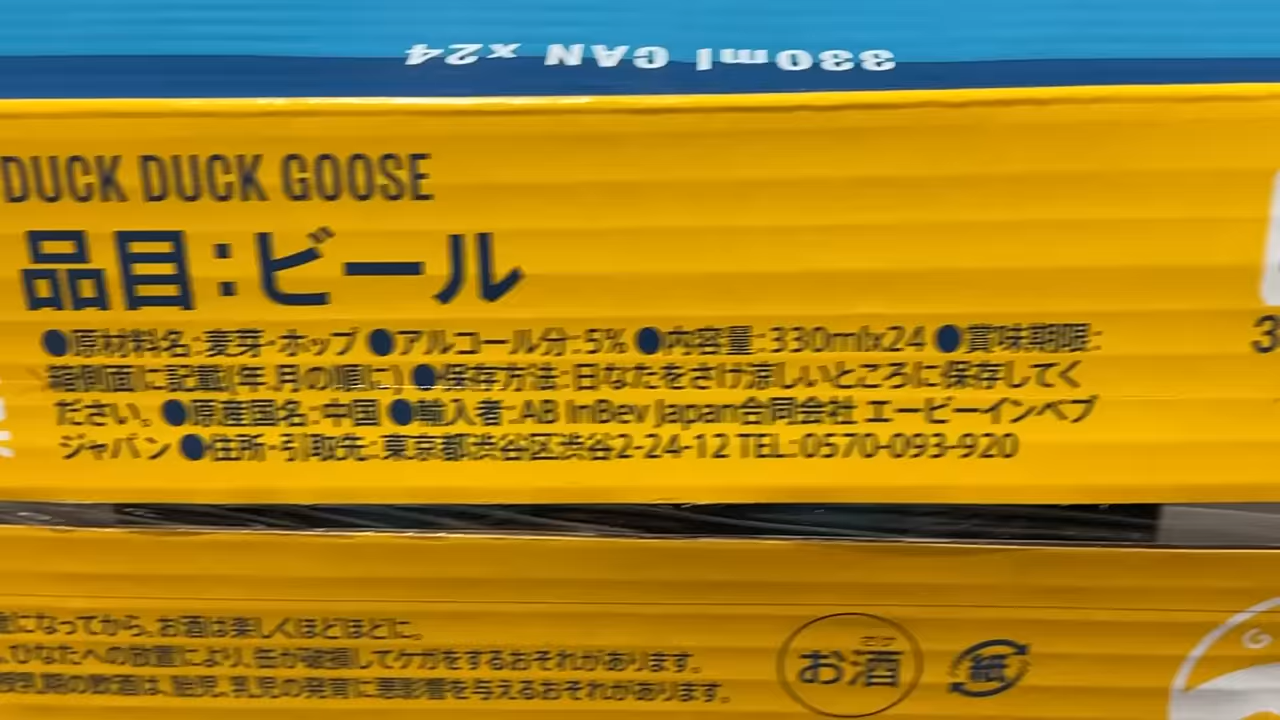 330ml CAN x24
DUCK DUCK GOOSE
品目：ビール
●原材料名：麦芽・ホップ ●アルコール分：5% ●内容量：330mlx24 ●賞味期限：
箱側面に記載(年.月の順に) ●保存方法：日なたをさけ涼しいところに保存してく
ださい。 ●原産国名：中国 ●輸入者：AB InBev Japan合同会社 エービーインベブ
ジャパン ●住所・引取先：東京都渋谷区渋谷2-24-12 TEL：0570-093-920
になってから。お酒は楽しくほどほどに。
ひなたへの放置により、缶が破損してケガをするおそれがあります。
乳期の飲酒は、胎児、乳児の発育に悪影響を与えるおそれがあります。
さけ
お酒
紙
G